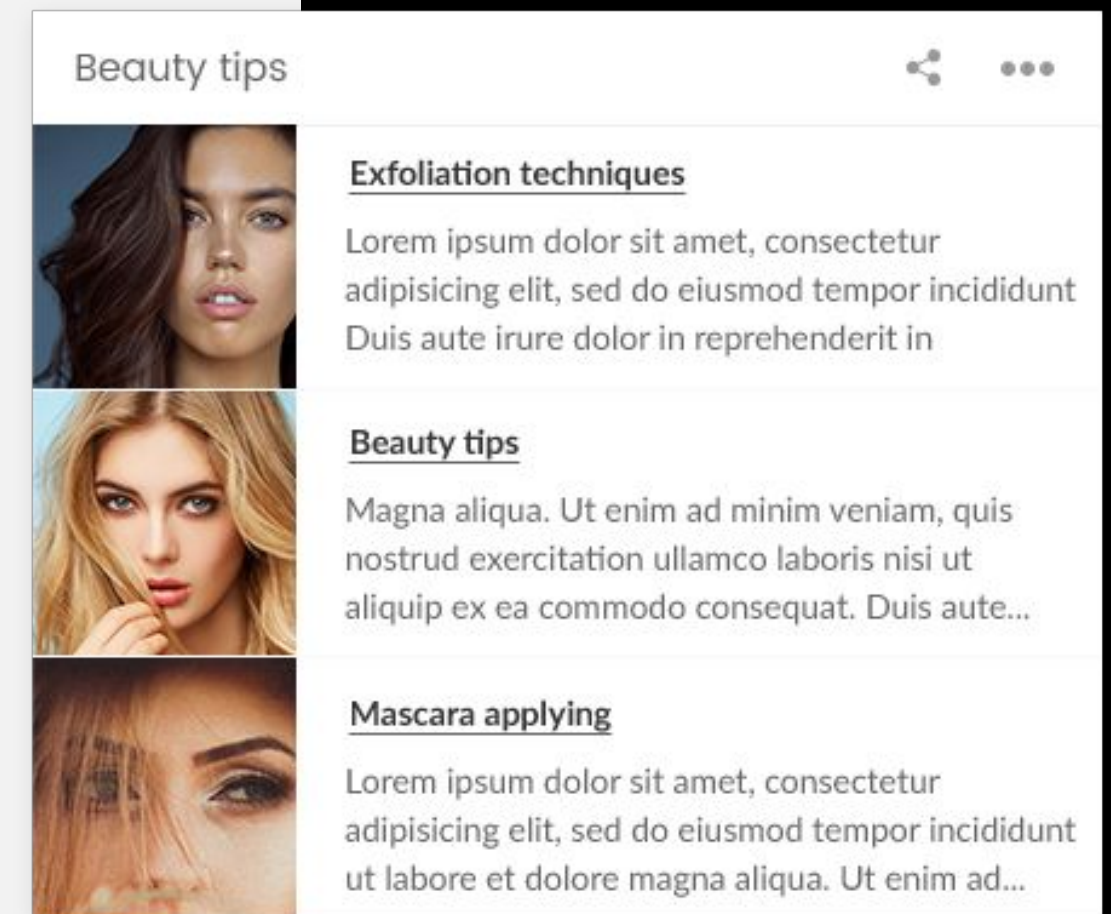 Beauty tips
Exfoliation techniques
Lorem ipsum dolor sit amet, consectetur
adipisicing elit, sed do eiusmod tempor incididunt
Duis aute irure dolor in reprehenderit in
Beauty tips
Magna aliqua. Ut enim ad minim veniam, quis
nostrud exercitation ullamco laboris nisi ut
aliquip ex ea commodo consequat. Duis aute...
Mascara applying
Lorem ipsum dolor sit amet, consectetur
adipisicing elit, sed do eiusmod tempor incididunt
ut labore et dolore magna aliqua. Ut enim ad...